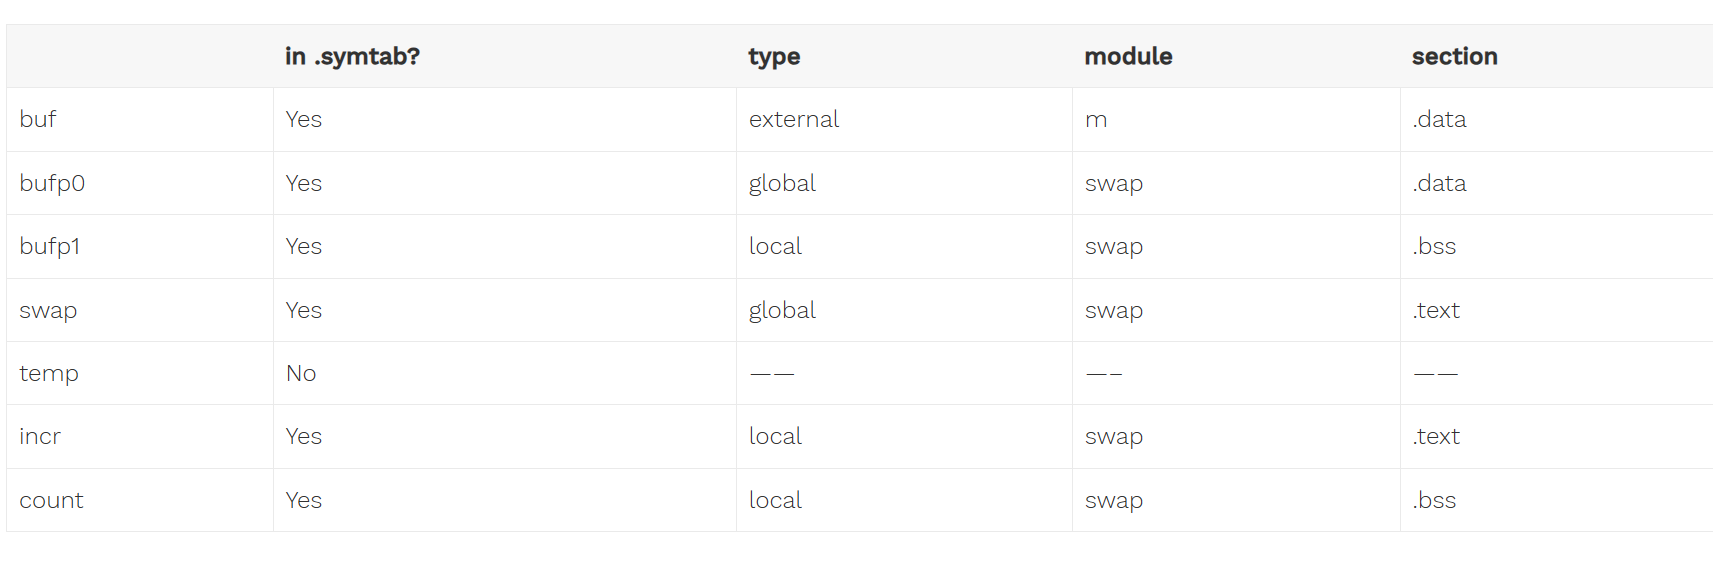 in .symtab? type module section
buf Yes external m .data
bufp0 Yes global swap .data
bufp1 Yes local swap .bss
swap Yes global swap .text
temp No —— —– ——
incr Yes local swap .text
count Yes local swap .bss